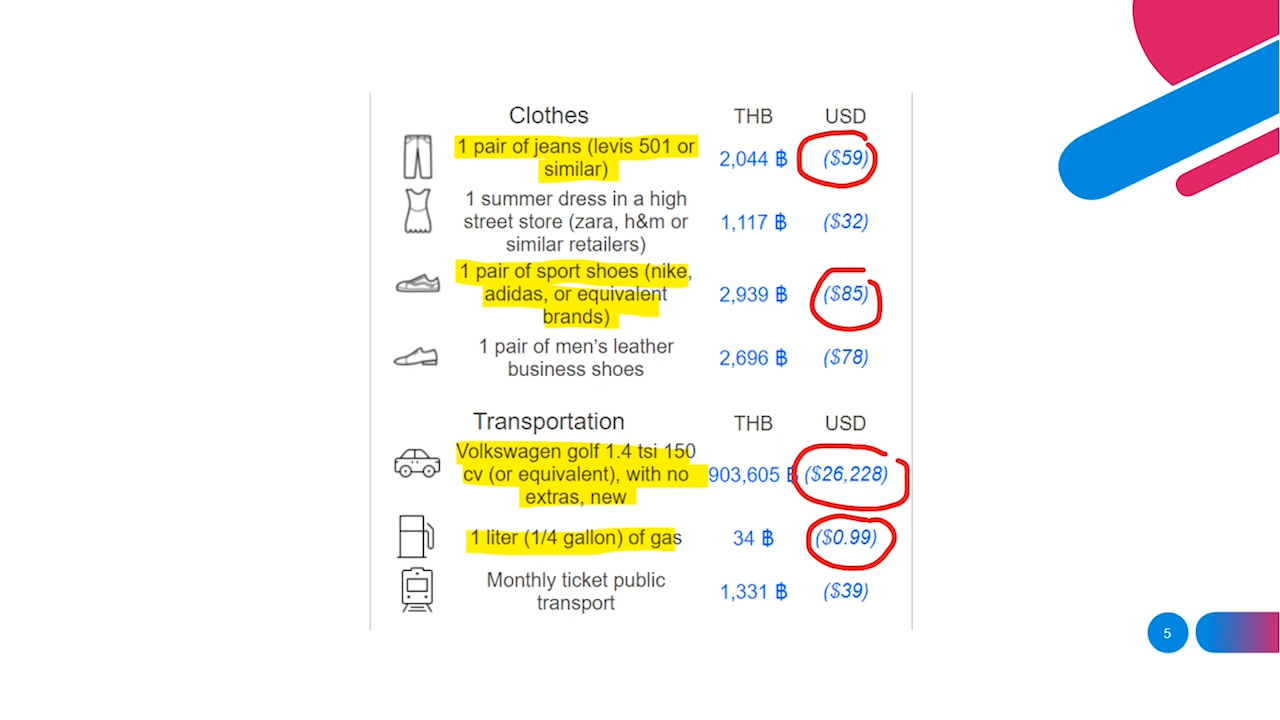 Clothes THB USD
1 pair of jeans (levis 501 or
similar)
2,044 ฿ ($59)
1 summer dress in a high
street store (zara, h&m or
similar retailers)
1,117 ฿ ($32)
1 pair of sport shoes (nike,
adidas, or equivalent
brands)
2,939 ฿ ($85)
1 pair of men’s leather
business shoes
2,696 ฿ ($78)
Transportation THB USD
Volkswagen golf 1.4 tsi 150
cv (or equivalent), with no
extras, new
903,605 ฿ ($26,228)
1 liter (1/4 gallon) of gas 34 ฿ ($0.99)
Monthly ticket public
transport
1,331 ฿ ($39)
5